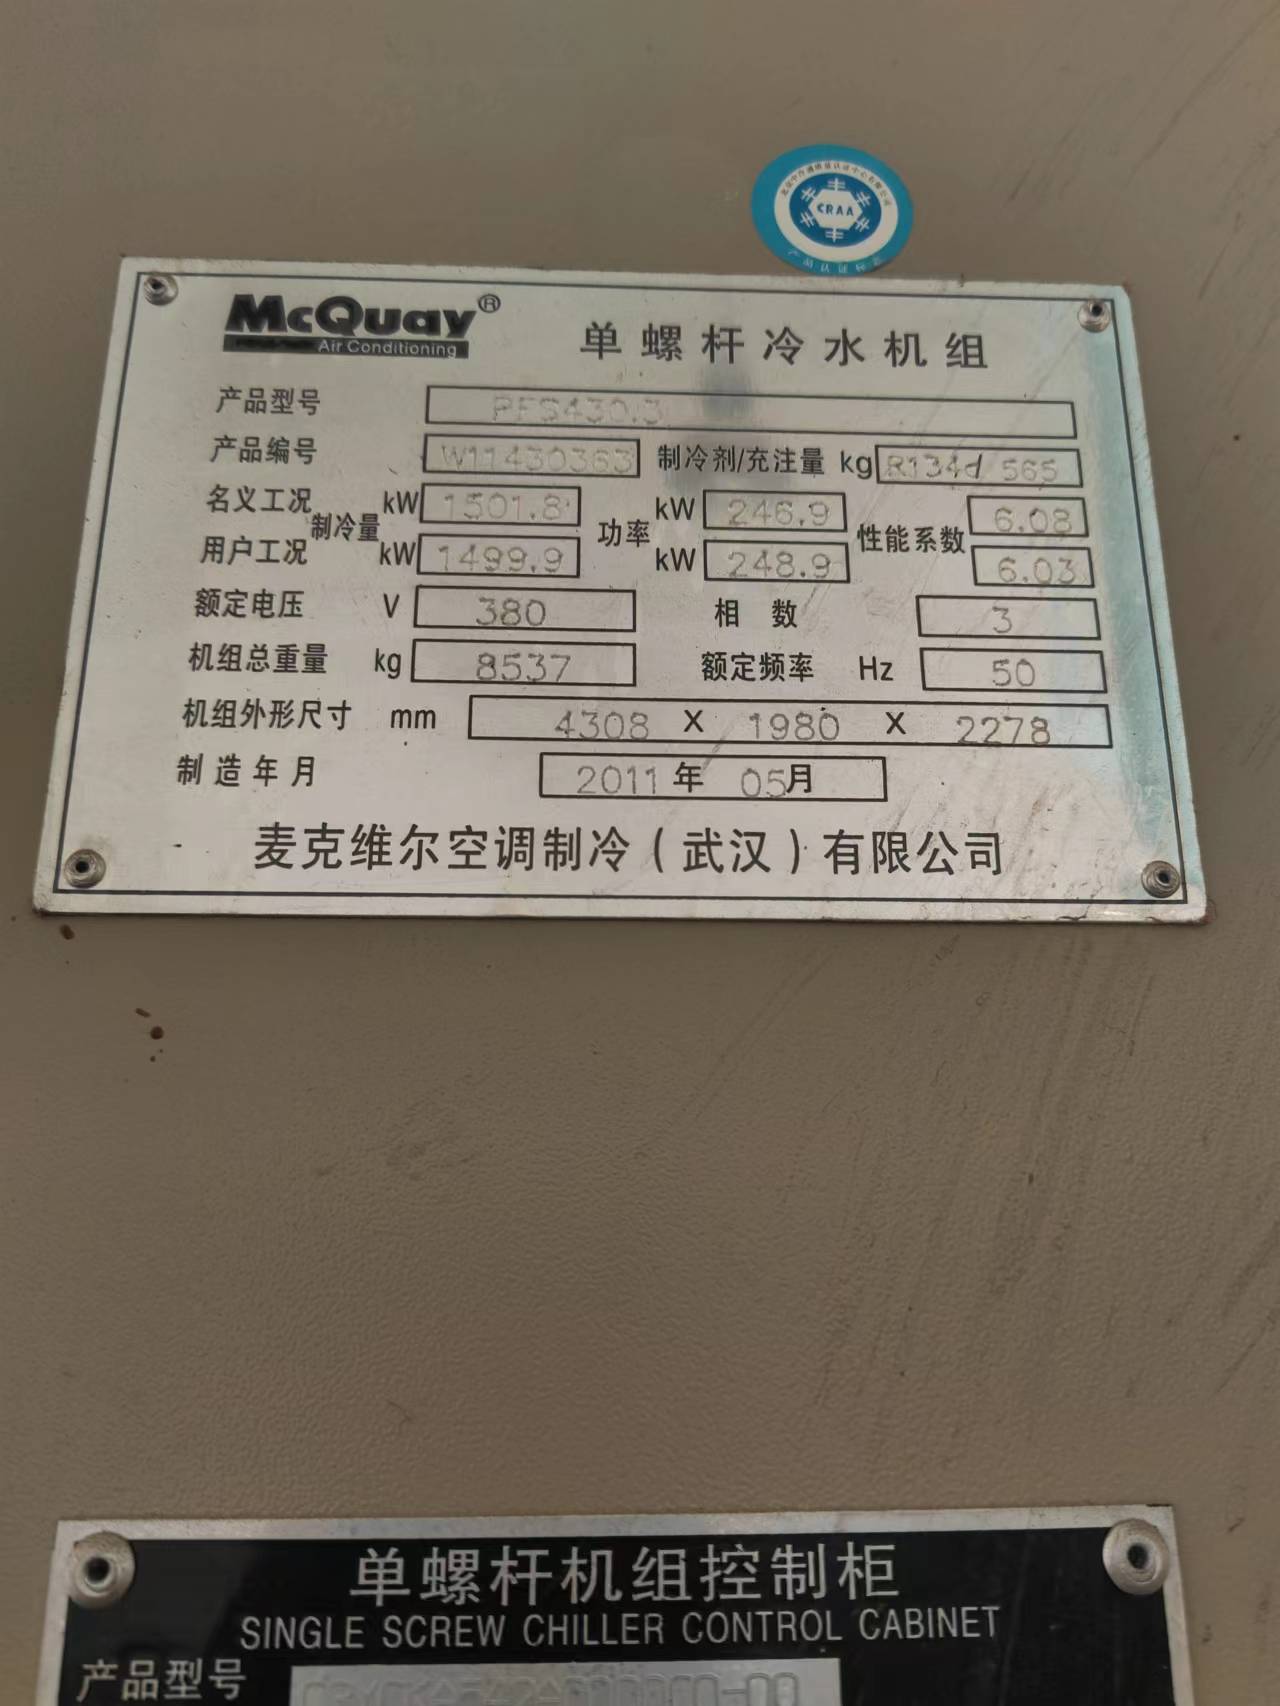 CRAA
McQuay®
Air Conditioning
单螺杆冷水机组
产品型号 PFS430.3
产品编号 W11430363 制冷剂/充注量 kg R134a 565
名义工况 制冷量 kW 1501.8 功率 kW 246.9 性能系数 6.08
用户工况 kW 1499.9 kW 248.9 6.03
额定电压 V 380 相数 3
机组总重量 kg 8537 额定频率 Hz 50
机组外形尺寸 mm 4308 X 1980 X 2278
制造年月 2011年 05月
麦克维尔空调制冷(武汉)有限公司
单螺杆机组控制柜
SINGLE SCREW CHILLER CONTROL CABINET
产品型号